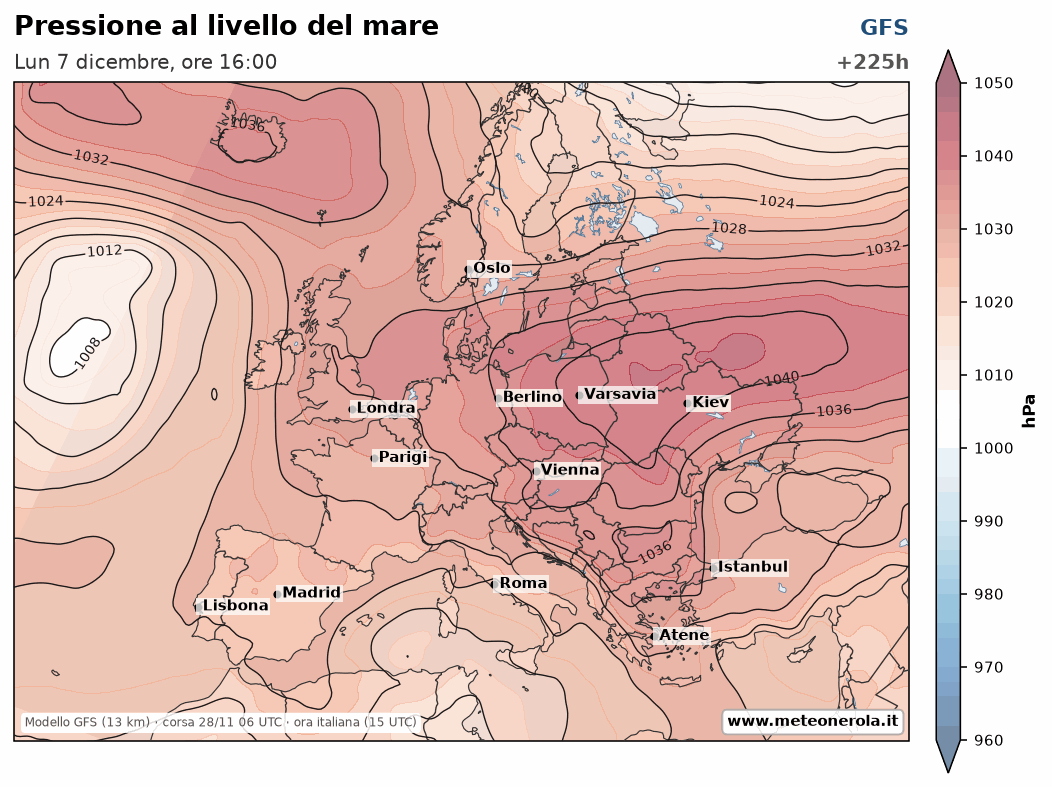 Pressione al livello del mare
GFS
Lun 7 dicembre, ore 16:00
+225h
1036
1032
1024
1012
1008
1024
1028
1032
1040
1036
1036
Oslo
Berlino
Varsavia
Kiev
Londra
Parigi
Vienna
Istanbul
Roma
Madrid
Lisbona
Atene
Modello GFS (13 km) · corsa 28/11 06 UTC · ora italiana (15 UTC)
www.meteonerola.it
1050
1040
1030
1020
1010
1000
990
980
970
960
hPa